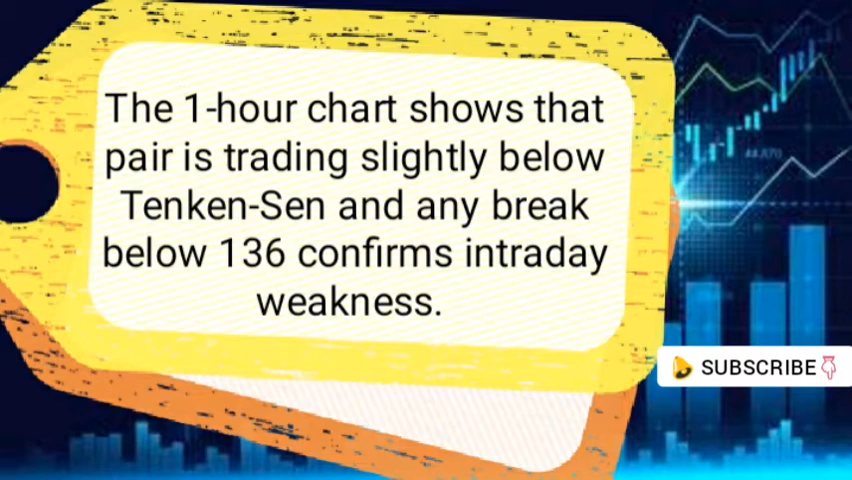 The 1-hour chart shows that
pair is trading slightly below
Tenken-Sen and any break
below 136 confirms intraday
weakness.
SUBSCRIBE